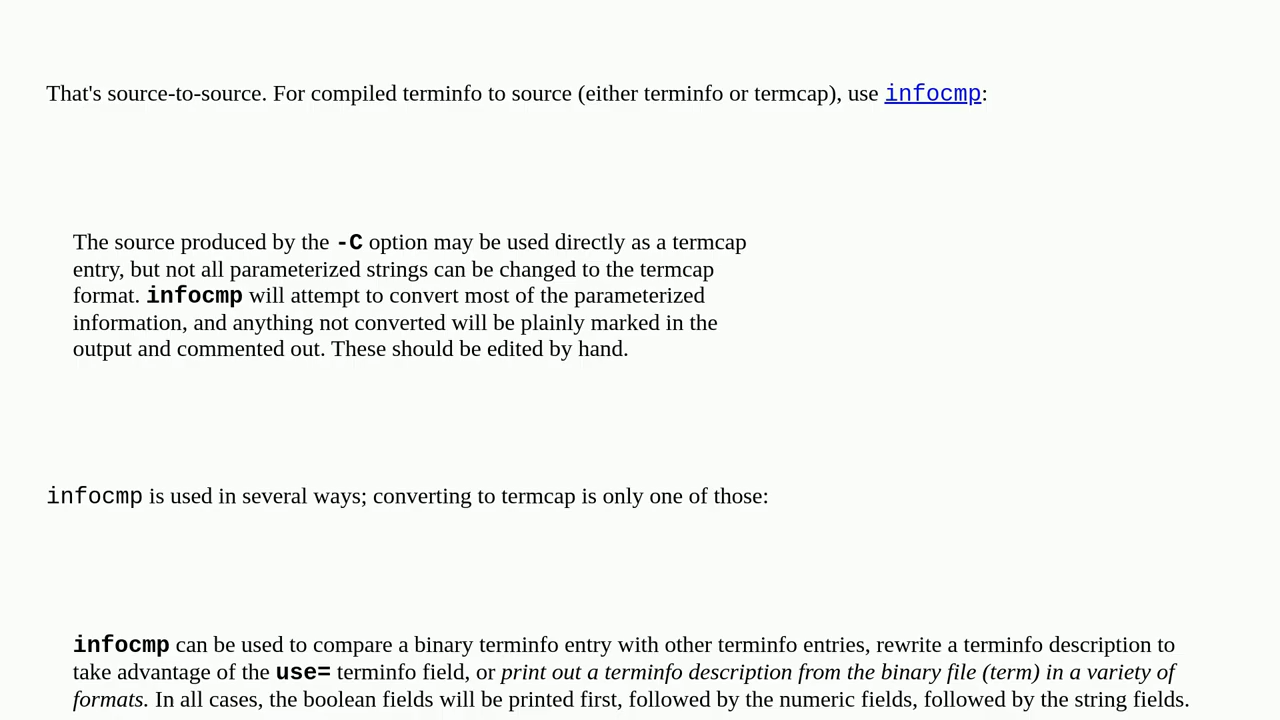 That's source-to-source. For compiled terminfo to source (either terminfo or termcap), use infocmp:
The source produced by the -C option may be used directly as a termcap
entry, but not all parameterized strings can be changed to the termcap
format. infocmp will attempt to convert most of the parameterized
information, and anything not converted will be plainly marked in the
output and commented out. These should be edited by hand.
infocmp is used in several ways; converting to termcap is only one of those:
infocmp can be used to compare a binary terminfo entry with other terminfo entries, rewrite a terminfo description to
take advantage of the use= terminfo field, or print out a terminfo description from the binary file (term) in a variety of
formats. In all cases, the boolean fields will be printed first, followed by the numeric fields, followed by the string fields.